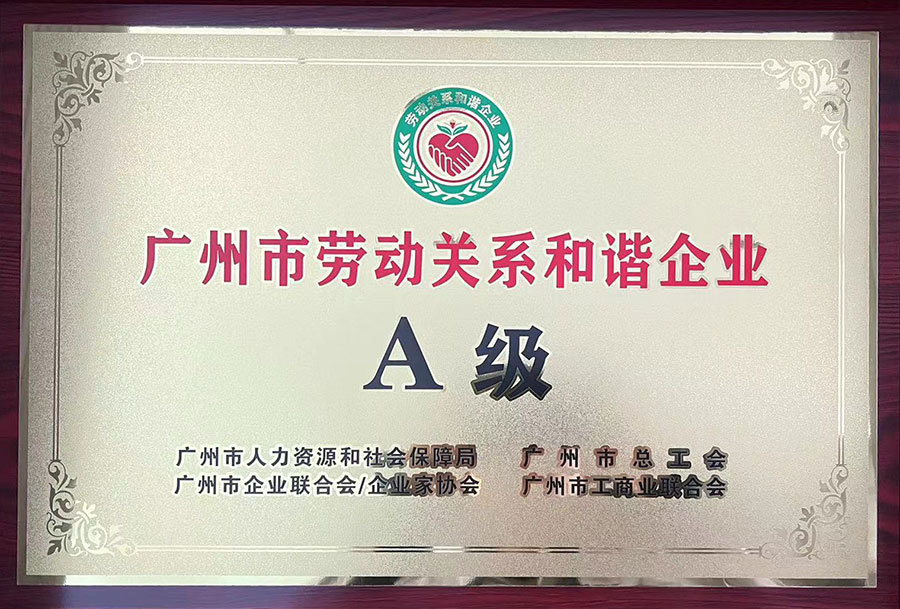 劳动关系和谐企业
广州市劳动关系和谐企业
A 级
广州市人力资源和社会保障局 广州市总工会
广州市企业联合会/企业家协会 广州市工商业联合会